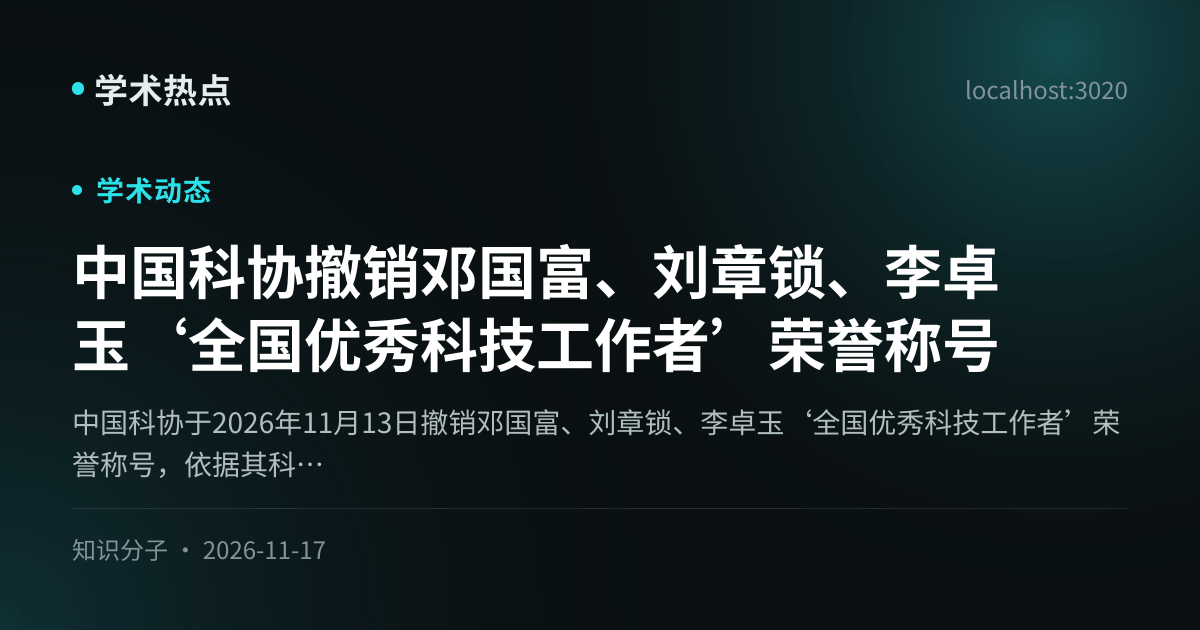 学术热点
localhost:3020
学术动态
中国科协撤销邓国富、刘章锁、李卓
玉‘全国优秀科技工作者’荣誉称号
中国科协于2026年11月13日撤销邓国富、刘章锁、李卓玉‘全国优秀科技工作者’荣
誉称号，依据其科…
知识分子 • 2026-11-17